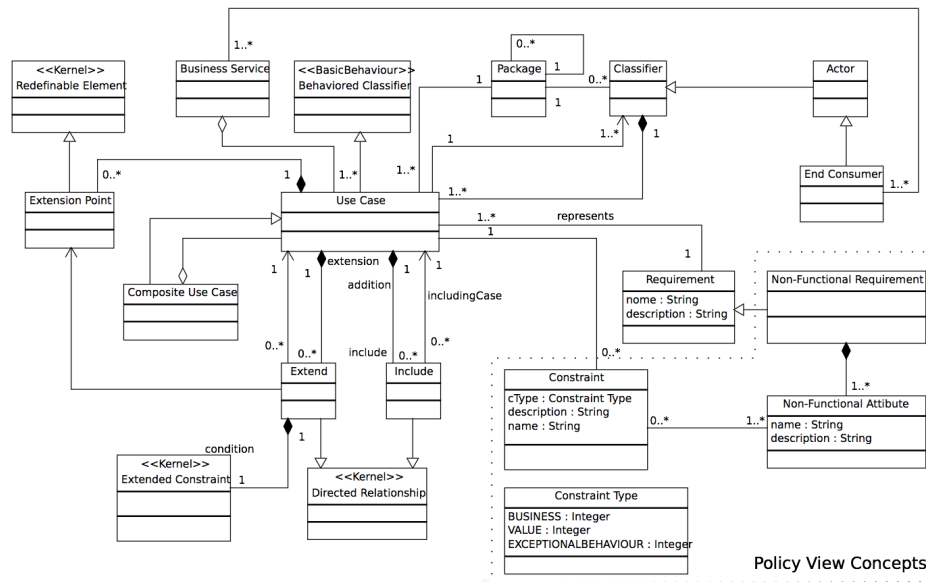 0..*
1..*
1
<<Kernel>>
Redefinable Element
Business Service
<<BasicBehaviour>>
Behaviored Classifier
Package
Classifier
Actor
1
0..*
1
1
1..*
1
0..*
1
1..*
1..*
1..*
End Consumer
1..*
Extension Point
Use Case
1..*
represents
1
1
extension
1
1
1
1
addition
includingCase
Composite Use Case
Requirement
nome : String
description : String
Non-Functional Requirement
0..*
0..*
include
0..*
0..*
0..*
Extend
Include
Constraint
cType : Constraint Type
description : String
name : String
1..*
Non-Functional Attibute
name : String
description : String
0..*
1..*
1
condition
<<Kernel>>
Extended Constraint
1
<<Kernel>>
Directed Relationship
Constraint Type
BUSINESS : Integer
VALUE : Integer
EXCEPTIONALBEHAVIOUR : Integer
Policy View Concepts